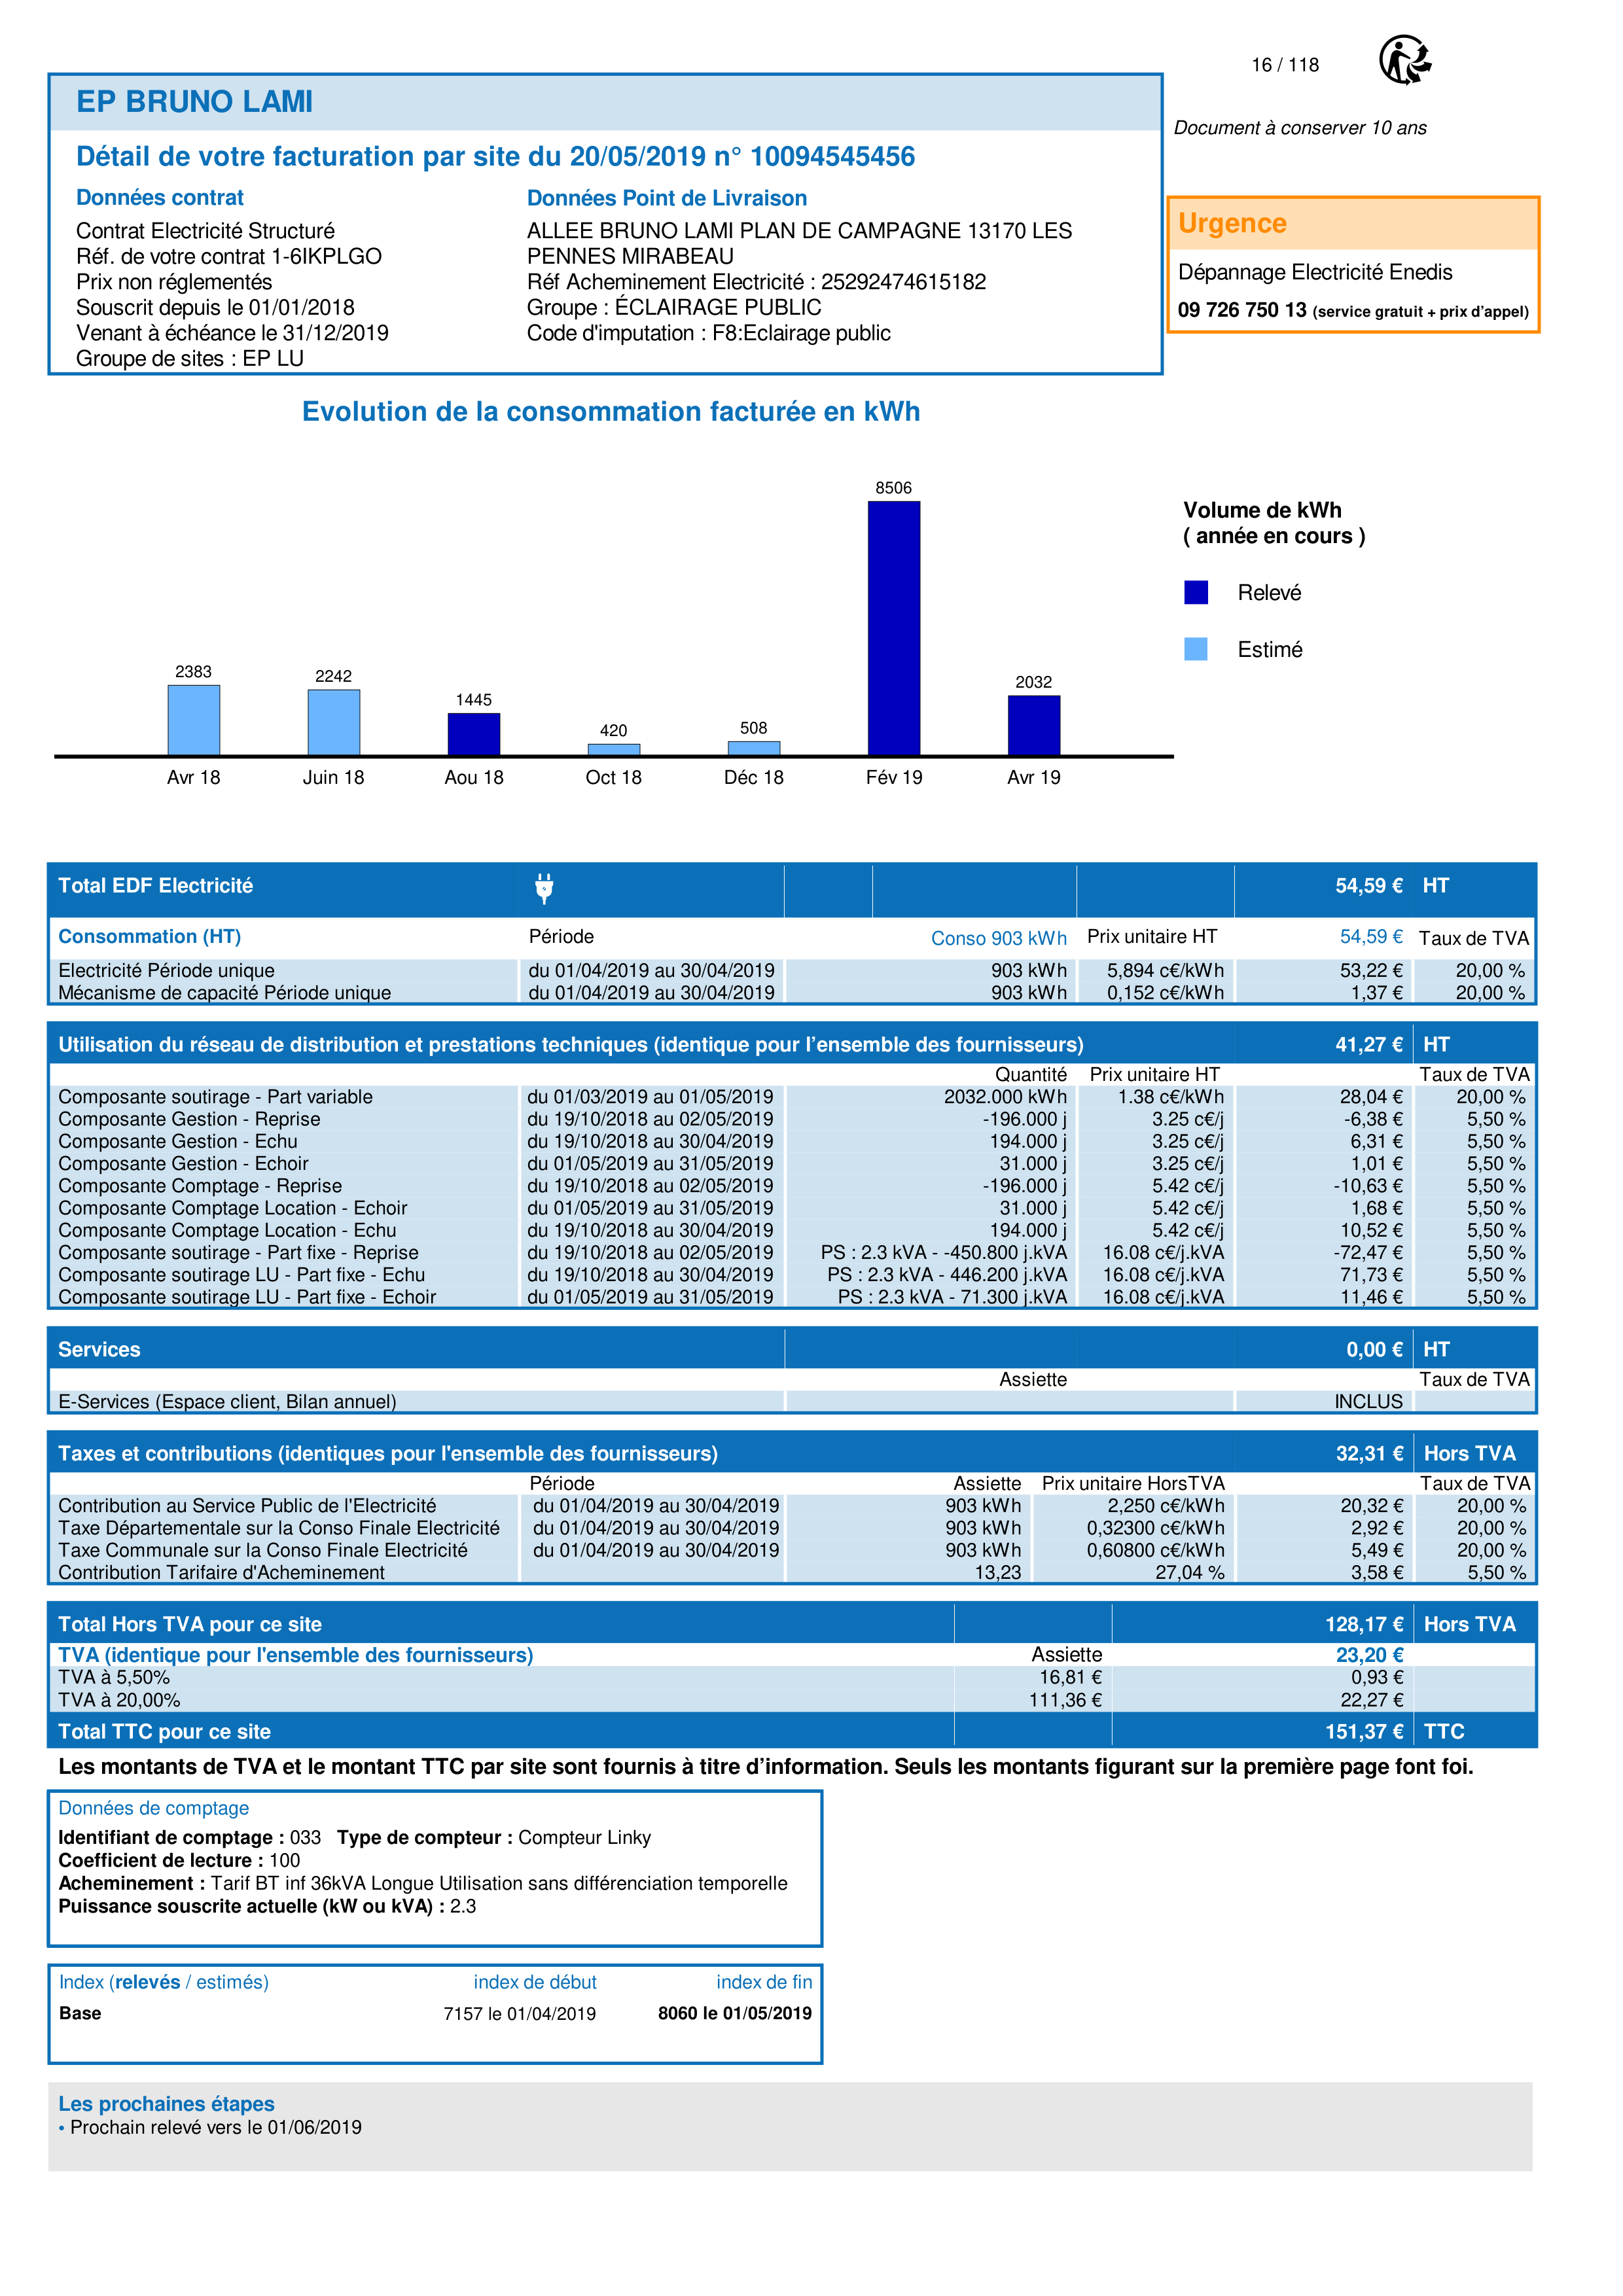 16 / 118
EP BRUNO LAMI
Document à conserver 10 ans
Détail de votre facturation par site du 20/05/2019 n° 10094545456
Données contrat Données Point de Livraison
Contrat Electricité Structuré ALLEE BRUNO LAMI PLAN DE CAMPAGNE 13170 LES
Réf. de votre contrat 1-6IKPLGO PENNES MIRABEAU
Prix non réglementés Réf Acheminement Electricité : 25292474615182
Souscrit depuis le 01/01/2018 Groupe : ÉCLAIRAGE PUBLIC
Venant à échéance le 31/12/2019 Code d'imputation : F8:Eclairage public
Groupe de sites : EP LU
Urgence
Dépannage Electricité Enedis
09 726 750 13 (service gratuit + prix d’appel)
Evolution de la consommation facturée en kWh
8506
2383 2242 1445 420 508 2032
Avr 18 Juin 18 Aou 18 Oct 18 Déc 18 Fév 19 Avr 19
Volume de kWh
( année en cours )
Relevé
Estimé
Total EDF Electricité 54,59 € HT
Consommation (HT) Période Conso 903 kWh Prix unitaire HT 54,59 € Taux de TVA
Electricité Période unique du 01/04/2019 au 30/04/2019 903 kWh 5,894 c€/kWh 53,22 € 20,00 %
Mécanisme de capacité Période unique du 01/04/2019 au 30/04/2019 903 kWh 0,152 c€/kWh 1,37 € 20,00 %
Utilisation du réseau de distribution et prestations techniques (identique pour l’ensemble des fournisseurs) 41,27 € HT
Quantité Prix unitaire HT Taux de TVA
Composante soutirage - Part variable du 01/03/2019 au 01/05/2019 2032.000 kWh 1.38 c€/kWh 28,04 € 20,00 %
Composante Gestion - Reprise du 19/10/2018 au 02/05/2019 -196.000 j 3.25 c€/j -6,38 € 5,50 %
Composante Gestion - Echu du 19/10/2018 au 30/04/2019 194.000 j 3.25 c€/j 6,31 € 5,50 %
Composante Gestion - Echoir du 01/05/2019 au 31/05/2019 31.000 j 3.25 c€/j 1,01 € 5,50 %
Composante Comptage - Reprise du 19/10/2018 au 02/05/2019 -196.000 j 5.42 c€/j -10,63 € 5,50 %
Composante Comptage Location - Echoir du 01/05/2019 au 31/05/2019 31.000 j 5.42 c€/j 1,68 € 5,50 %
Composante Comptage Location - Echu du 19/10/2018 au 30/04/2019 194.000 j 5.42 c€/j 10,52 € 5,50 %
Composante soutirage - Part fixe - Reprise du 19/10/2018 au 02/05/2019 PS : 2.3 kVA - -450.800 j.kVA 16.08 c€/j.kVA -72,47 € 5,50 %
Composante soutirage LU - Part fixe - Echu du 19/10/2018 au 30/04/2019 PS : 2.3 kVA - 446.200 j.kVA 16.08 c€/j.kVA 71,73 € 5,50 %
Composante soutirage LU - Part fixe - Echoir du 01/05/2019 au 31/05/2019 PS : 2.3 kVA - 71.300 j.kVA 16.08 c€/j.kVA 11,46 € 5,50 %
Services 0,00 € HT
Assiette Taux de TVA
E-Services (Espace client, Bilan annuel) INCLUS
Taxes et contributions (identiques pour l'ensemble des fournisseurs) 32,31 € Hors TVA
Période Assiette Prix unitaire HorsTVA Taux de TVA
Contribution au Service Public de l'Electricité du 01/04/2019 au 30/04/2019 903 kWh 2,250 c€/kWh 20,32 € 20,00 %
Taxe Départementale sur la Conso Finale Electricité du 01/04/2019 au 30/04/2019 903 kWh 0,32300 c€/kWh 2,92 € 20,00 %
Taxe Communale sur la Conso Finale Electricité du 01/04/2019 au 30/04/2019 903 kWh 0,60800 c€/kWh 5,49 € 20,00 %
Contribution Tarifaire d'Acheminement 13,23 27,04 % 3,58 € 5,50 %
Total Hors TVA pour ce site 128,17 € Hors TVA
TVA (identique pour l'ensemble des fournisseurs) Assiette 23,20 €
TVA à 5,50% 16,81 € 0,93 €
TVA à 20,00% 111,36 € 22,27 €
Total TTC pour ce site 151,37 € TTC
Les montants de TVA et le montant TTC par site sont fournis à titre d’information. Seuls les montants figurant sur la première page font foi.
Données de comptage
Identifiant de comptage : 033 Type de compteur : Compteur Linky
Coefficient de lecture : 100
Acheminement : Tarif BT inf 36kVA Longue Utilisation sans différenciation temporelle
Puissance souscrite actuelle (kW ou kVA) : 2.3
Index (relevés / estimés) index de début index de fin
Base 7157 le 01/04/2019 8060 le 01/05/2019
Les prochaines étapes
• Prochain relevé vers le 01/06/2019